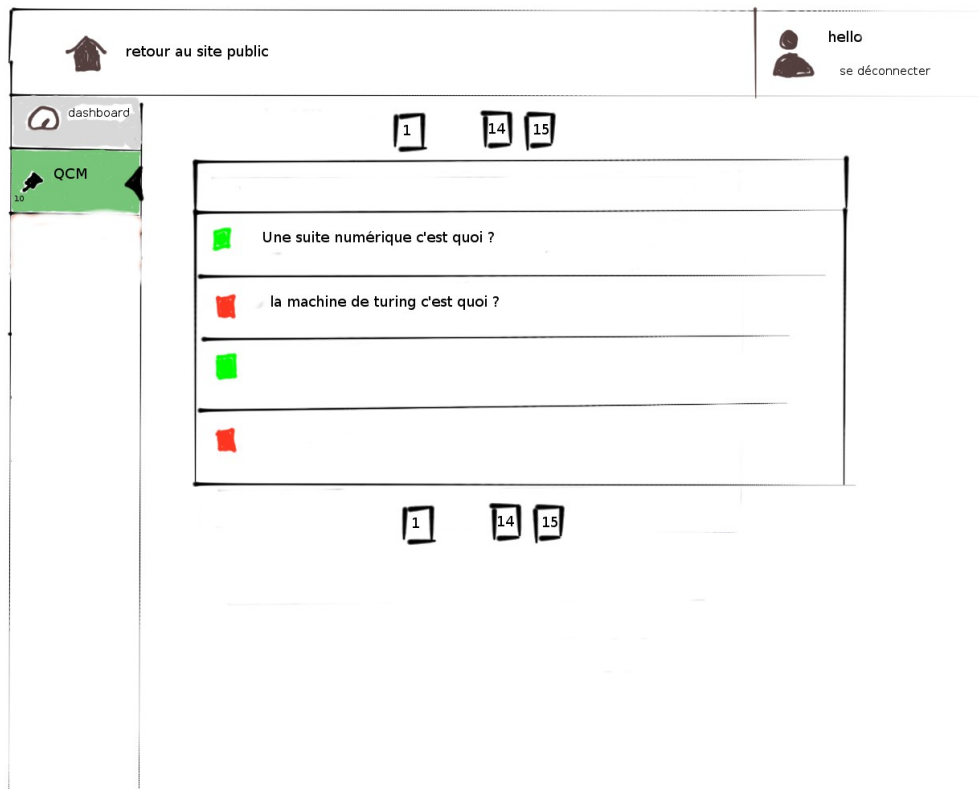 retour au site public
hello
se déconnecter
dashboard
QCM
10
1 14 15
Une suite numérique c'est quoi ?
la machine de turing c'est quoi ?
1 14 15